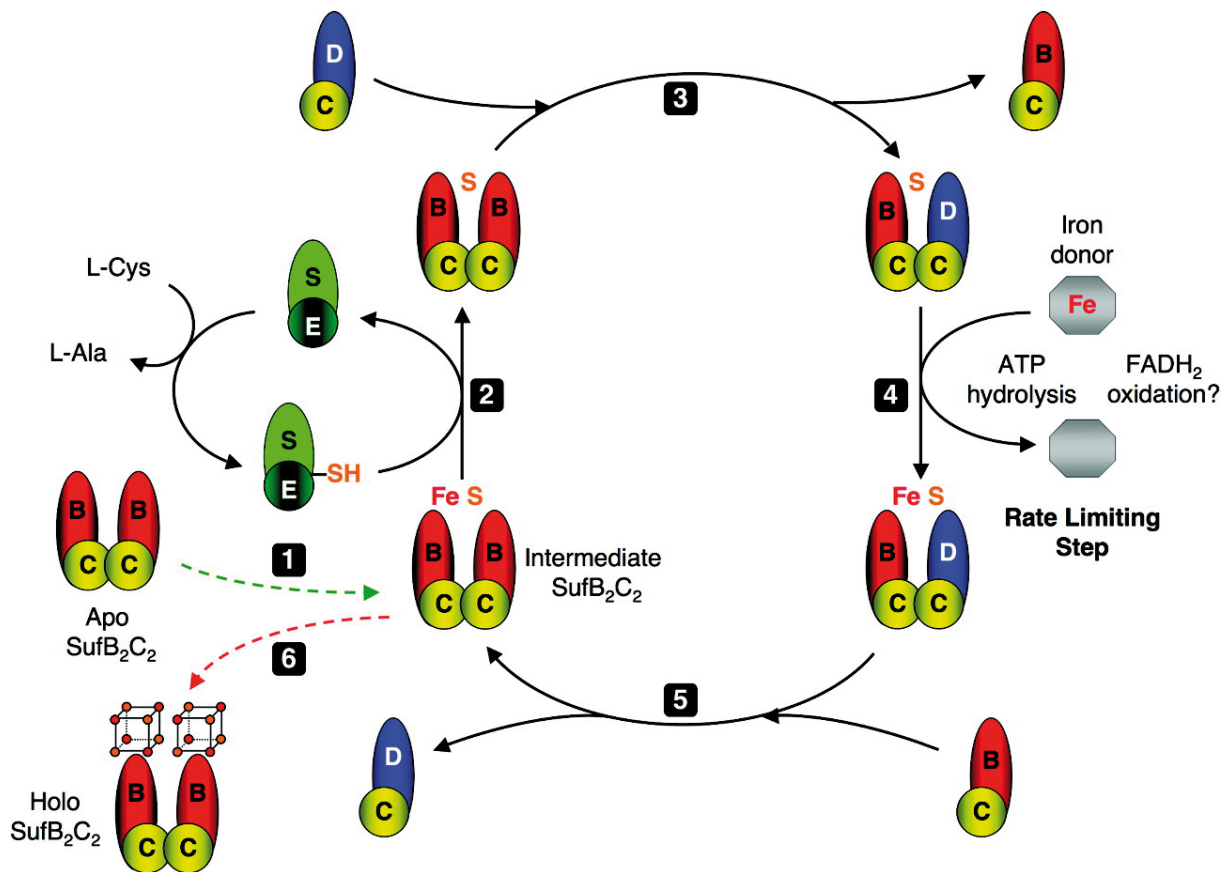 D
C
3
B
C
S
B
B
C
C
S
B
D
C
C
Iron
donor
Fe
L-Cys
L-Ala
S
E
2
4
ATP
hydrolysis
FADH₂
oxidation?
S
E
SH
Rate Limiting
Step
B
B
C
C
Apo
SufB₂C₂
1
Fe S
B
B
C
C
Intermediate
SufB₂C₂
Fe S
B
D
C
C
6
5
B
B
C
C
Holo
SufB₂C₂
D
C
B
C